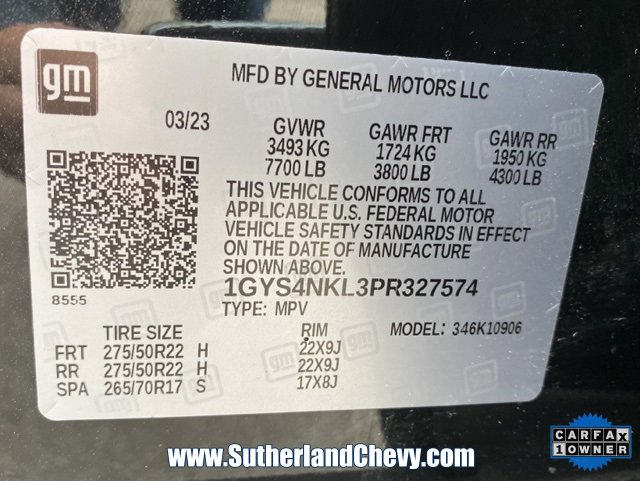 gm
MFD BY GENERAL MOTORS LLC
03/23 GVWR GAWR FRT GAWR RR
3493 KG 1724 KG 1950 KG
7700 LB 3800 LB 4300 LB
THIS VEHICLE CONFORMS TO ALL
APPLICABLE U.S. FEDERAL MOTOR
VEHICLE SAFETY STANDARDS IN EFFECT
ON THE DATE OF MANUFACTURE
SHOWN ABOVE.
8555
1GYS4NKL3PR327574
TYPE: MPV
TIRE SIZE RIM MODEL: 346K10906
FRT 275/50R22 H 22X9J
RR 275/50R22 H 22X9J
SPA 265/70R17 S 17X8J
CARFAX
1 OWNER
www.SutherlandChevy.com